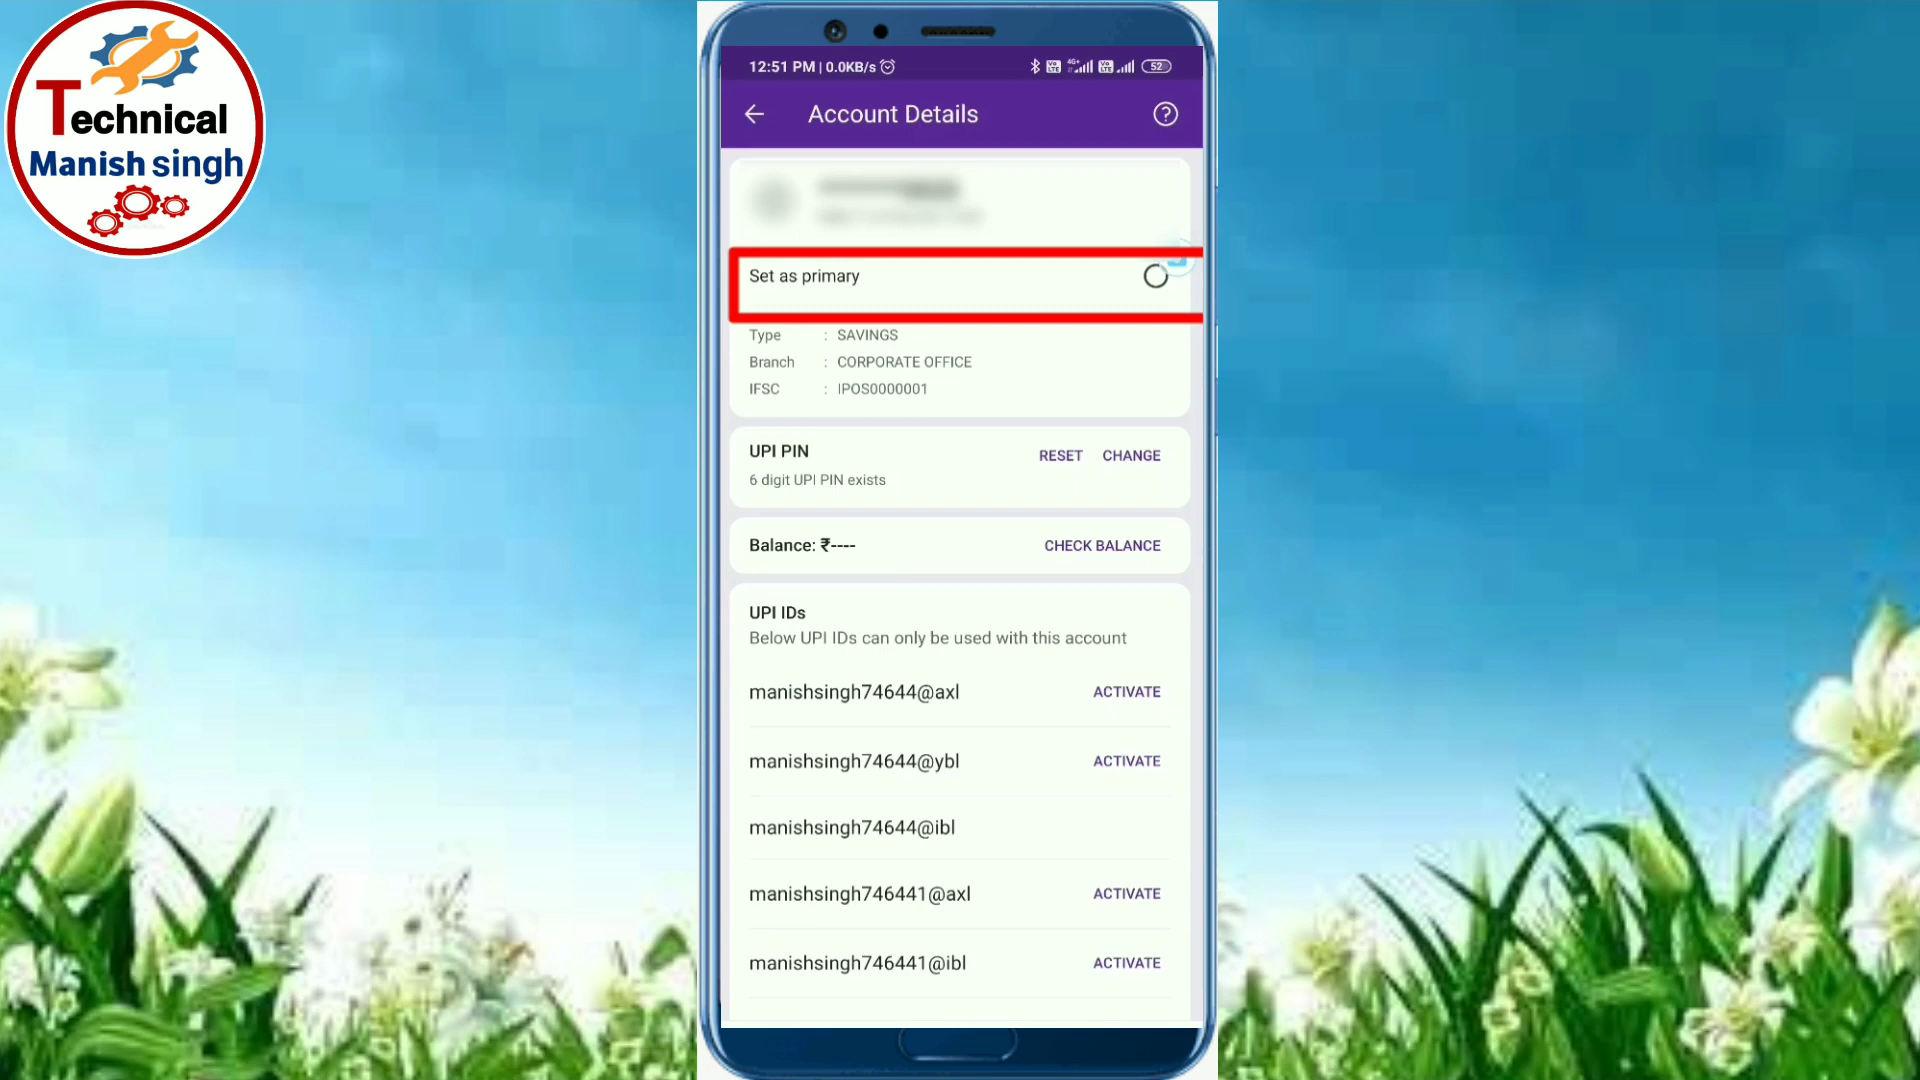 Technical
Manish singh
12:51 PM | 0.0KB/s
4G+
52
Account Details
Set as primary
Type : SAVINGS
Branch : CORPORATE OFFICE
IFSC : IPOS0000001
UPI PIN
RESET CHANGE
6 digit UPI PIN exists
Balance: ₹----
CHECK BALANCE
UPI IDs
Below UPI IDs can only be used with this account
manishsingh74644@axl ACTIVATE
manishsingh74644@ybl ACTIVATE
manishsingh74644@ibl
manishsingh746441@axl ACTIVATE
manishsingh746441@ibl ACTIVATE